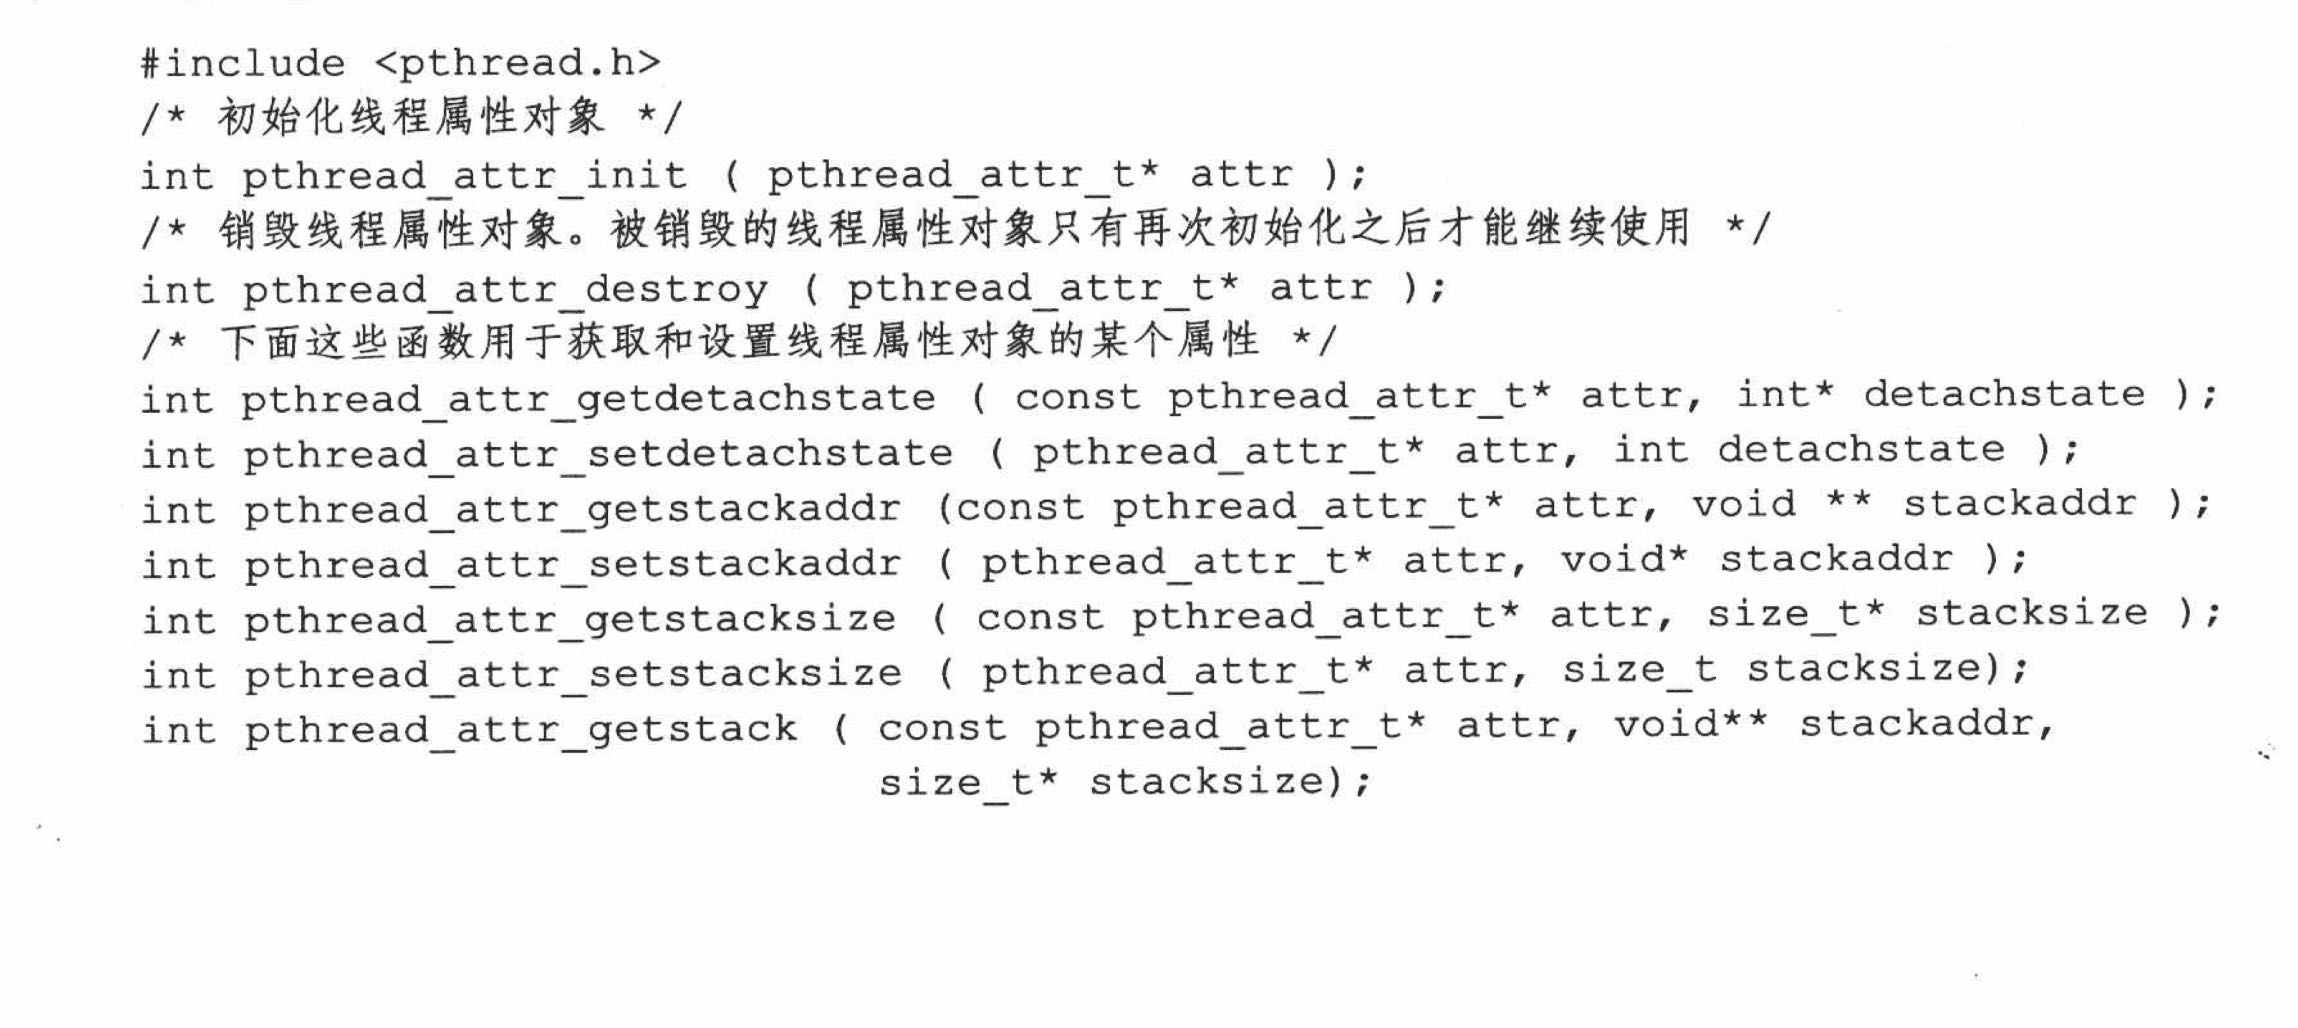 #include <pthread.h>
/* 初始化线程属性对象 */
int pthread_attr_init ( pthread_attr_t* attr );
/* 销毁线程属性对象。被销毁的线程属性对象只有再次初始化之后才能继续使用 */
int pthread_attr_destroy ( pthread_attr_t* attr );
/* 下面这些函数用于获取和设置线程属性对象的某个属性 */
int pthread_attr_getdetachstate ( const pthread_attr_t* attr, int* detachstate );
int pthread_attr_setdetachstate ( pthread_attr_t* attr, int detachstate );
int pthread_attr_getstackaddr (const pthread_attr_t* attr, void ** stackaddr );
int pthread_attr_setstackaddr ( pthread_attr_t* attr, void* stackaddr );
int pthread_attr_getstacksize ( const pthread_attr_t* attr, size_t* stacksize );
int pthread_attr_setstacksize ( pthread_attr_t* attr, size_t stacksize);
int pthread_attr_getstack ( const pthread_attr_t* attr, void** stackaddr,
size_t* stacksize);